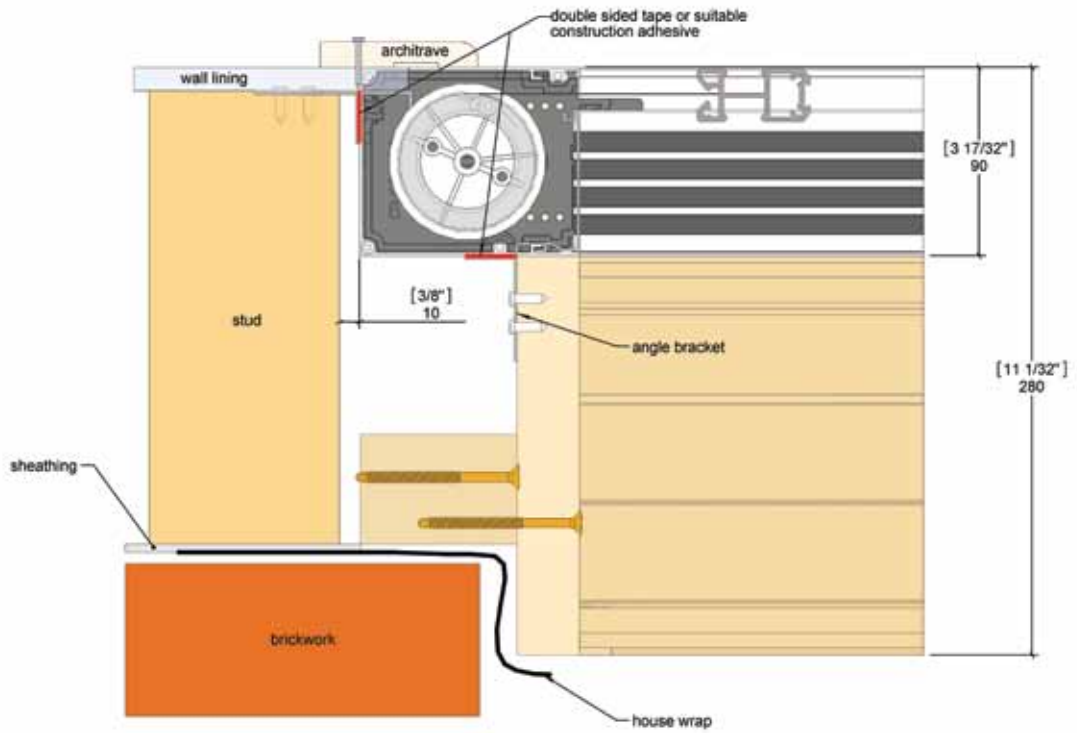 double sided tape or suitable
construction adhesive
architrave
wall lining
[3 17/32"]
90
[3/8"]
10
stud
angle bracket
[11 1/32"]
280
sheathing
brickwork
house wrap